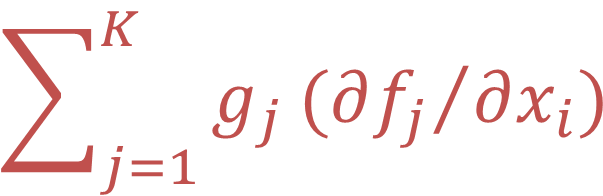 ∑_{j=1}^{K} g_j (∂f_j/∂x_i)